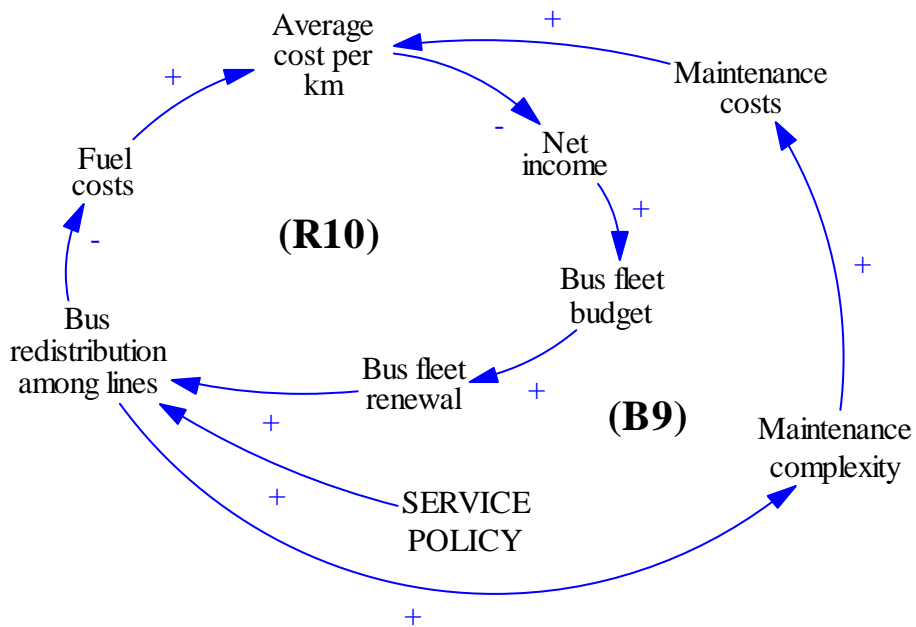 Average
cost per
km
+
+
Maintenance
costs
-
Net
income
Fuel
costs
+
-
(R10)
+
Bus fleet
budget
Bus
redistribution
among lines
Bus fleet
renewal
+
+
(B9)
Maintenance
complexity
+
SERVICE
POLICY
+